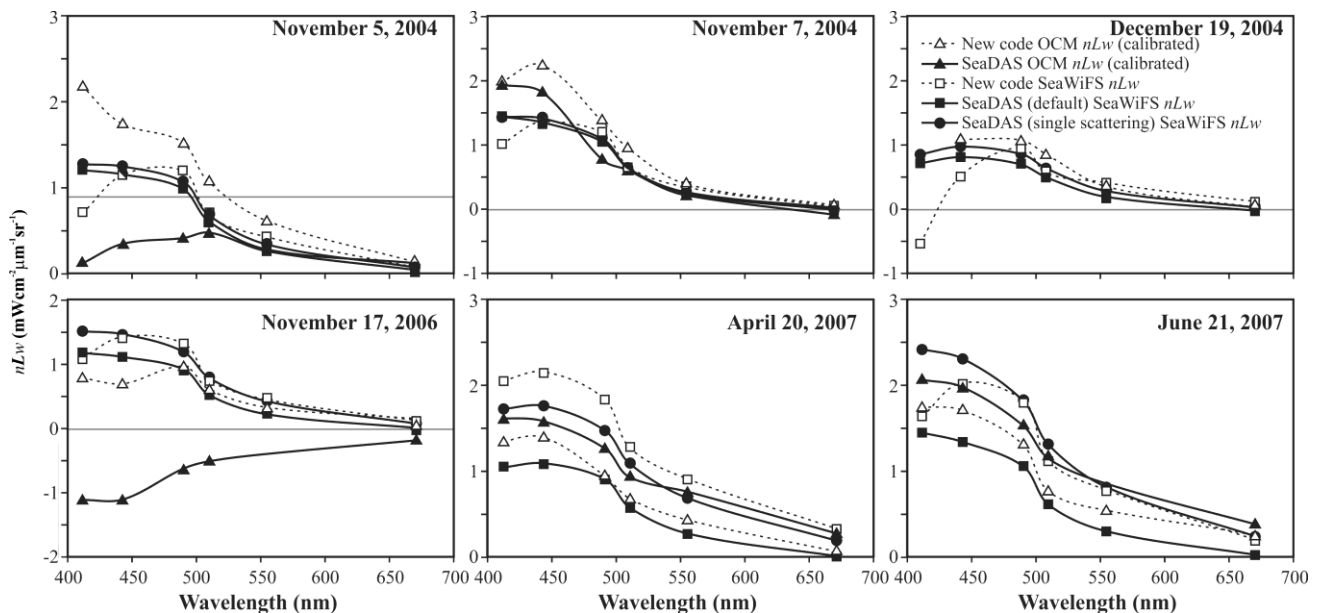 November 5, 2004
November 7, 2004
December 19, 2004
New code OCM nLw (calibrated)
SeaDAS OCM nLw (calibrated)
New code SeaWiFS nLw
SeaDAS (default) SeaWiFS nLw
SeaDAS (single scattering) SeaWiFS nLw
3
2
1
0
3
2
1
0
-1
3
2
1
0
-1
400 450 500 550 600 650 700
400 450 500 550 600 650 700
400 450 500 550 600 650 700
nLw (mWcm⁻²μm⁻¹sr⁻¹)
November 17, 2006
April 20, 2007
June 21, 2007
2
1
0
-1
-2
3
2
1
0
3
2
1
0
400 450 500 550 600 650 700
400 450 500 550 600 650 700
400 450 500 550 600 650 700
Wavelength (nm)
Wavelength (nm)
Wavelength (nm)